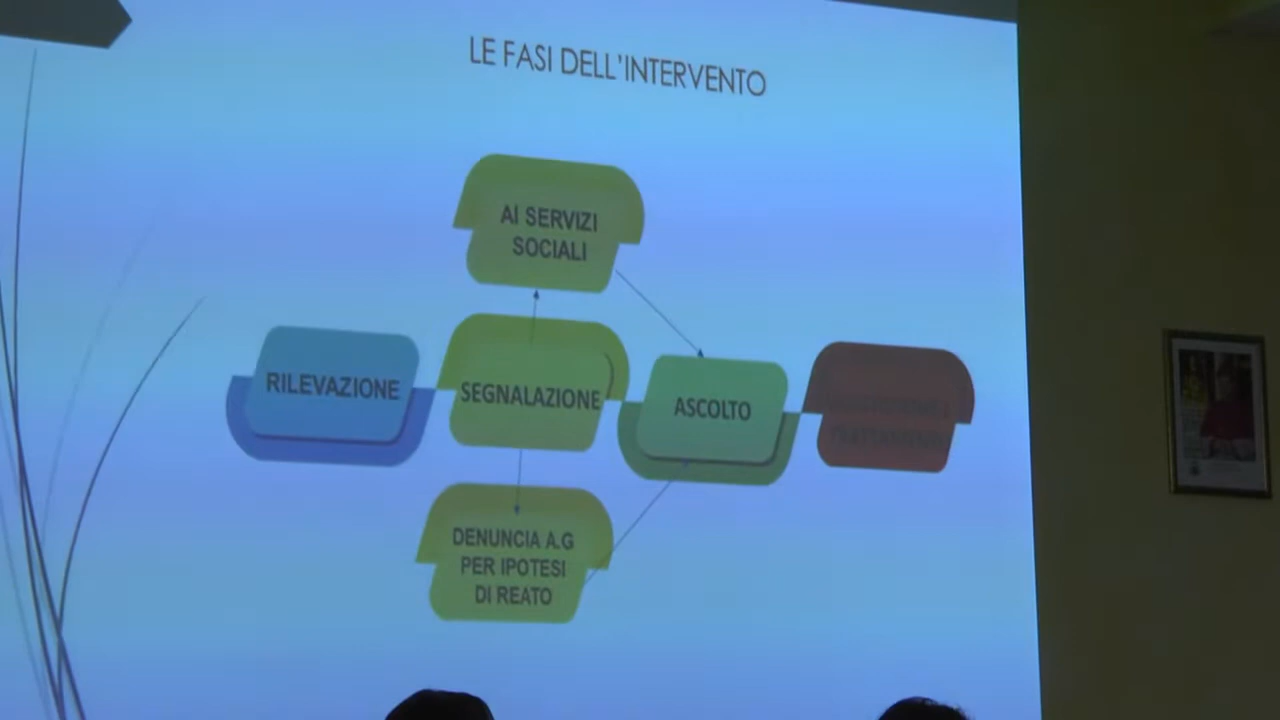 LE FASI DELL'INTERVENTO
AI SERVIZI
SOCIALI
RILEVAZIONE
SEGNALAZIONE
ASCOLTO
DENUNCIA A.G
PER IPOTESI
DI REATO